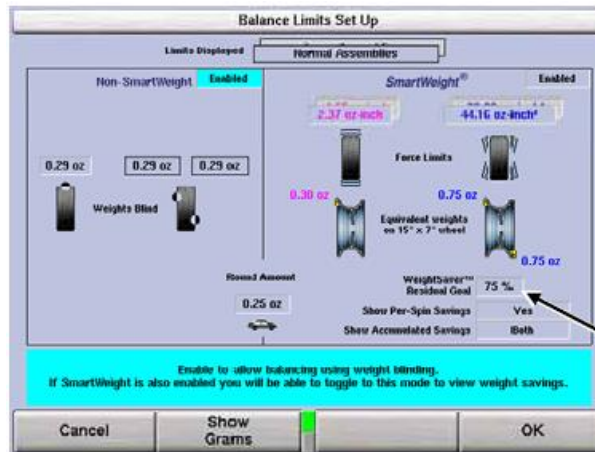 Balance Limits Set Up
Limits Displayed
Normal Assemblies
Non-SmartWeight Enabled
SmartWeight® Enabled
2.37 oz-inch 44.16 oz-inch²
Force Limits
0.29 oz 0.29 oz 0.29 oz
Weights Blind
0.30 oz 0.75 oz
Equivalent weights
on 15" x 7" wheel
0.75 oz
Round Amount
0.25 oz
WeightSaver™
Residual Goal 75 %
Show Per-Spin Savings Yes
Show Accumulated Savings Both
Enable to allow balancing using weight blinding.
If SmartWeight is also enabled you will be able to toggle to this mode to view weight savings.
Cancel Show
Grams OK